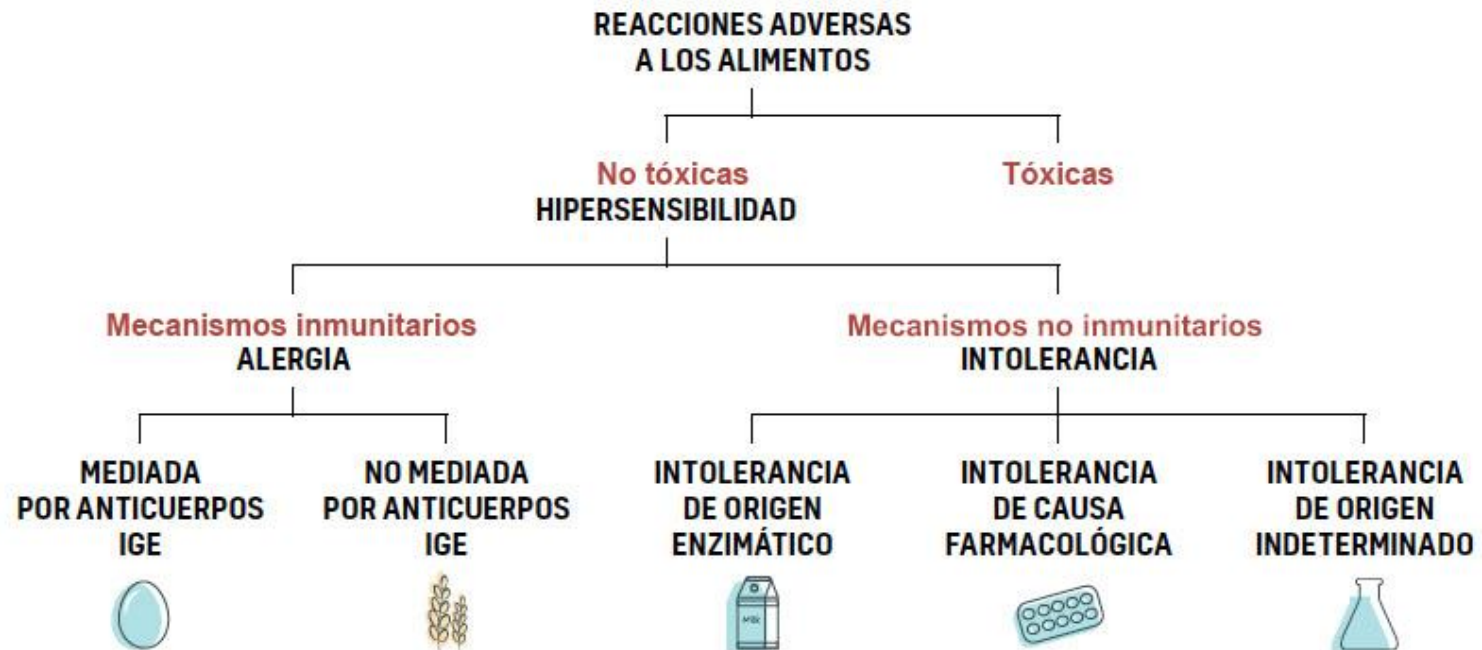 REACCIONES ADVERSAS
A LOS ALIMENTOS
No tóxicas
HIPERSENSIBILIDAD
Tóxicas
Mecanismos inmunitarios
ALERGIA
Mecanismos no inmunitarios
INTOLERANCIA
MEDIADA
POR ANTICUERPOS
IGE
NO MEDIADA
POR ANTICUERPOS
IGE
INTOLERANCIA
DE ORIGEN
ENZIMÁTICO
INTOLERANCIA
DE CAUSA
FARMACOLÓGICA
INTOLERANCIA
DE ORIGEN
INDETERMINADO
Milk